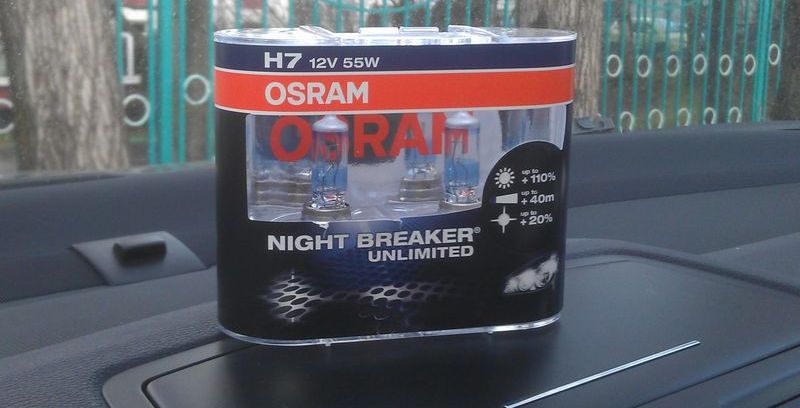 H7 12V 55W
OSRAM
OSRAM
up to
+ 110%
up to
+ 40m
up to
+ 20%
NIGHT BREAKER®
UNLIMITED